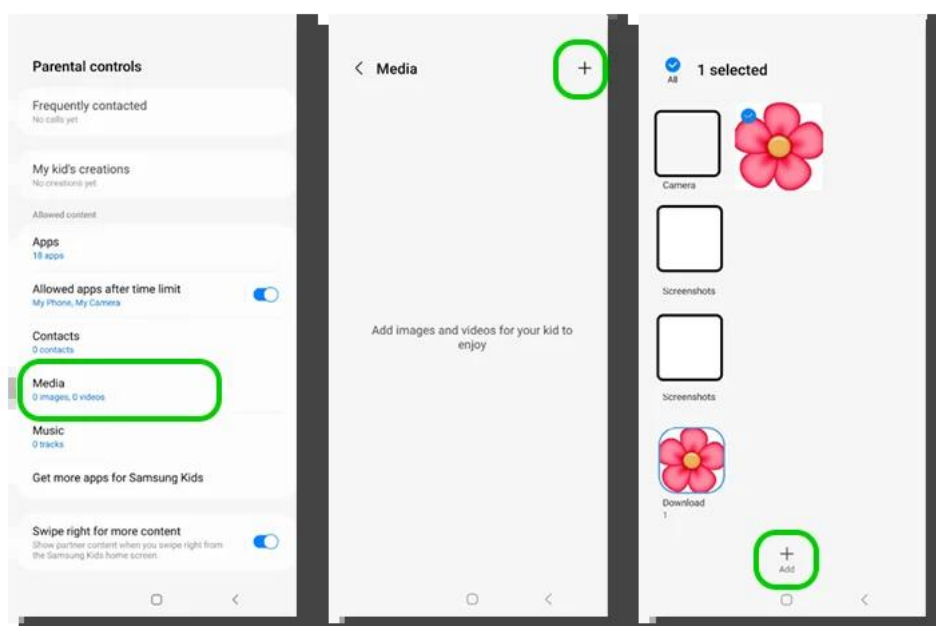 Parental controls
Frequently contacted
No calls yet
My kid's creations
No creations yet
Allowed content
Apps
18 apps
Allowed apps after time limit
My Phone, My Camera
Contacts
0 contacts
Media
0 images, 0 videos
Music
0 tracks
Get more apps for Samsung Kids
Swipe right for more content
Show partner content when you swipe right from
the Samsung Kids home screen.
Media
Add images and videos for your kid to
enjoy
All
1 selected
Camera
Screenshots
Screenshots
Download
1
Add